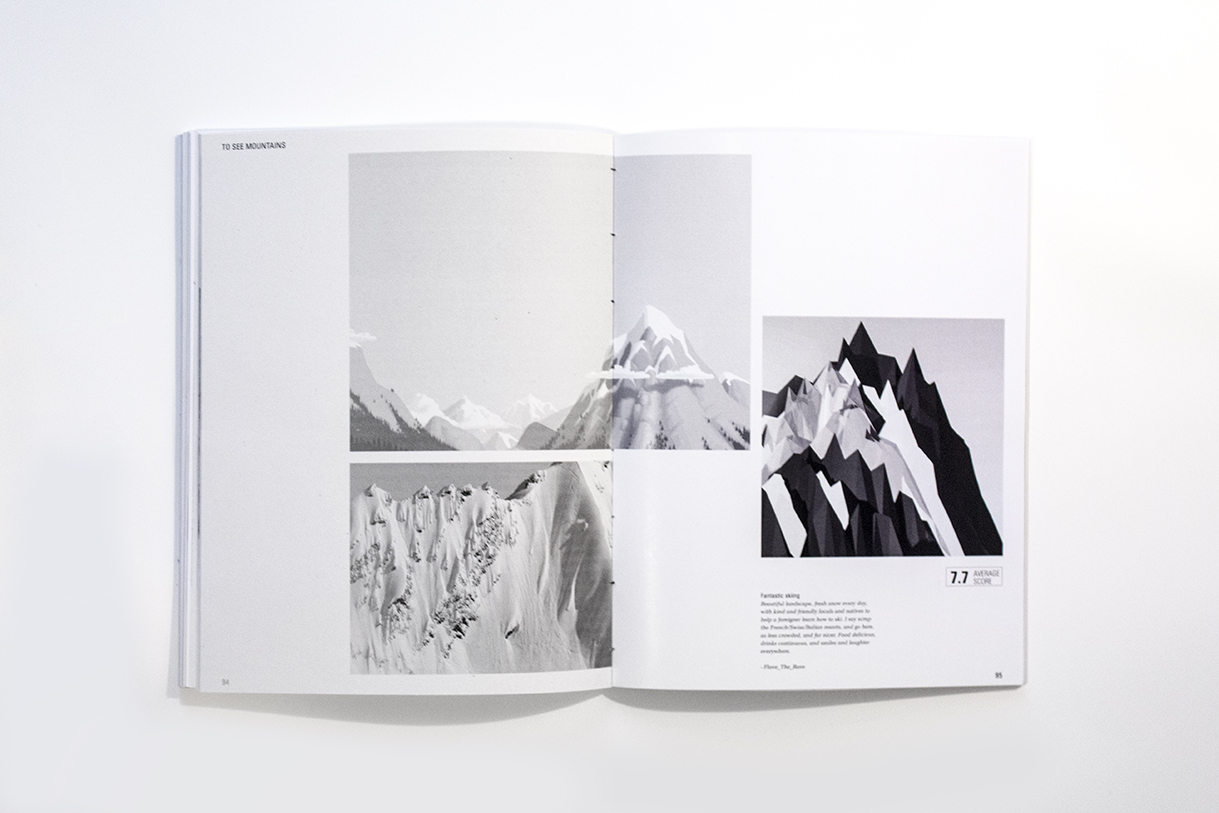 TO SEE MOUNTAINS
7.7 AVERAGE
SCORE
Fantastic skiing
Beautiful landscape, fresh snow every day,
with kind and friendly locals and natives to
help a foreigner learn how to ski. I say scrap
the French/Swiss/Italian resorts, and go here.
as less crowded, and far nicer. Food delicious,
drinks continuous, and smiles and laughter
everywhere.
94
95